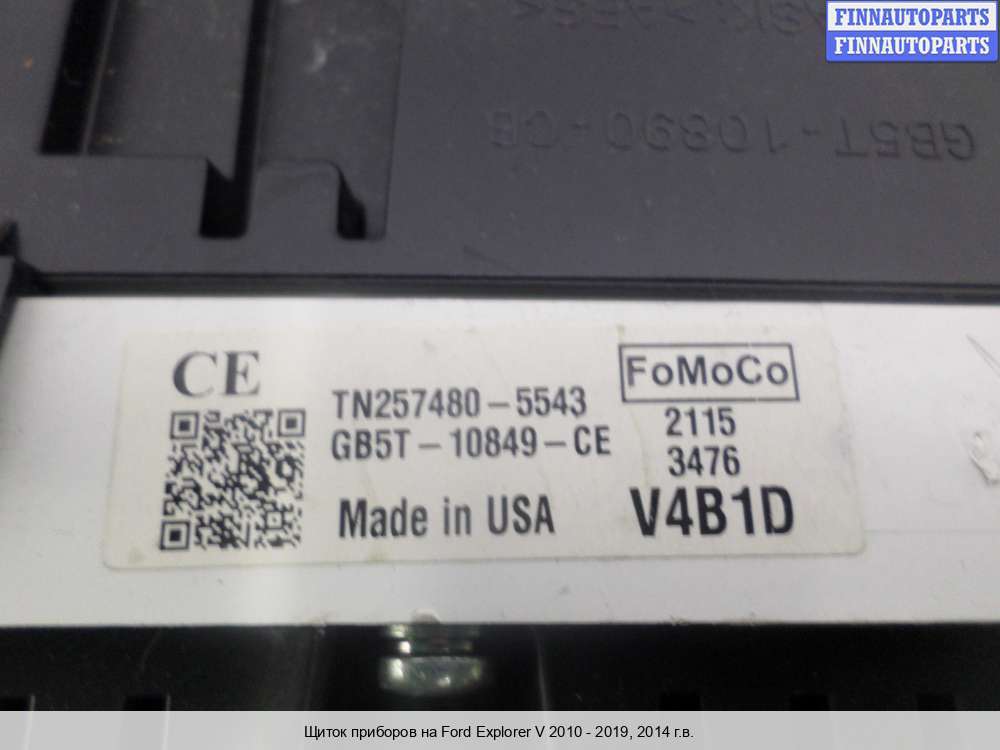 FINNAUTOPARTS
FINNAUTOPARTS
GB5T-10890-CB
CE
TN257480-5543
GB5T-10849-CE
Made in USA
FoMoCo
2115
3476
V4B1D
Щиток приборов на Ford Explorer V 2010 - 2019, 2014 г.в.